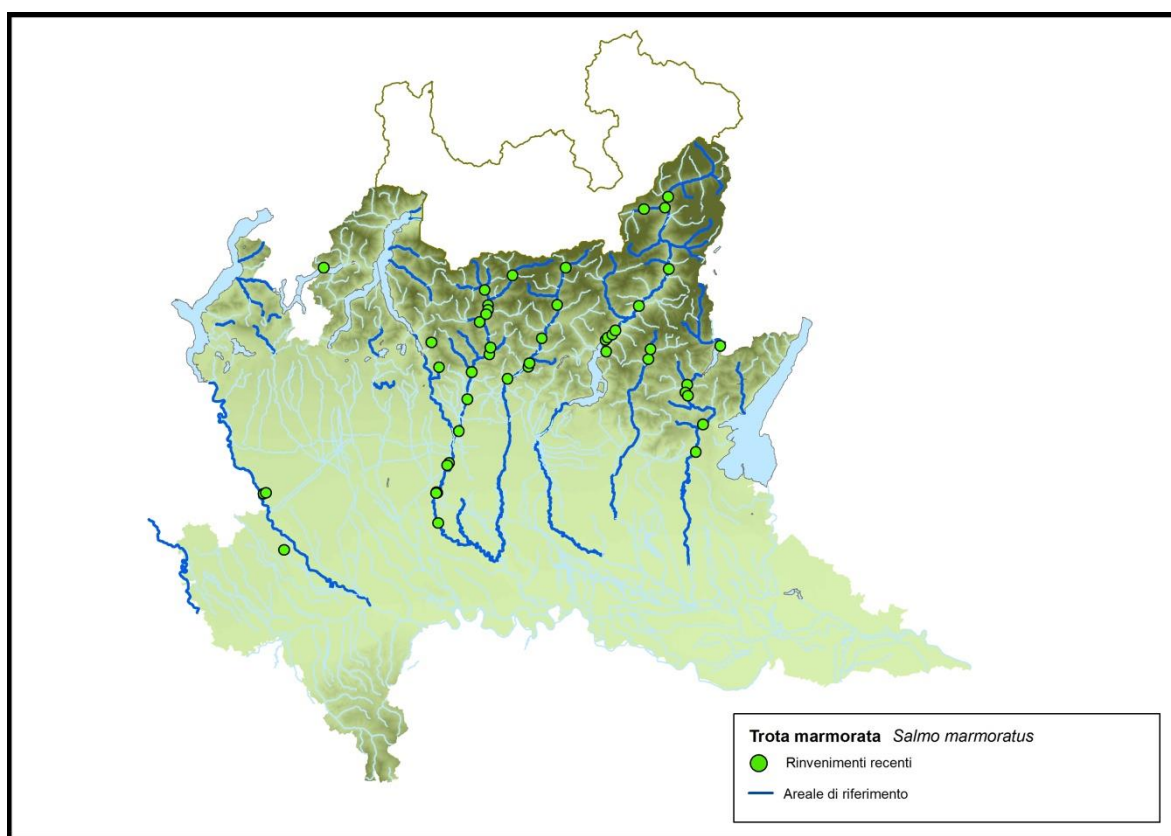 Trota marmorata Salmo marmoratus
Rinvenimenti recenti
Areale di riferimento